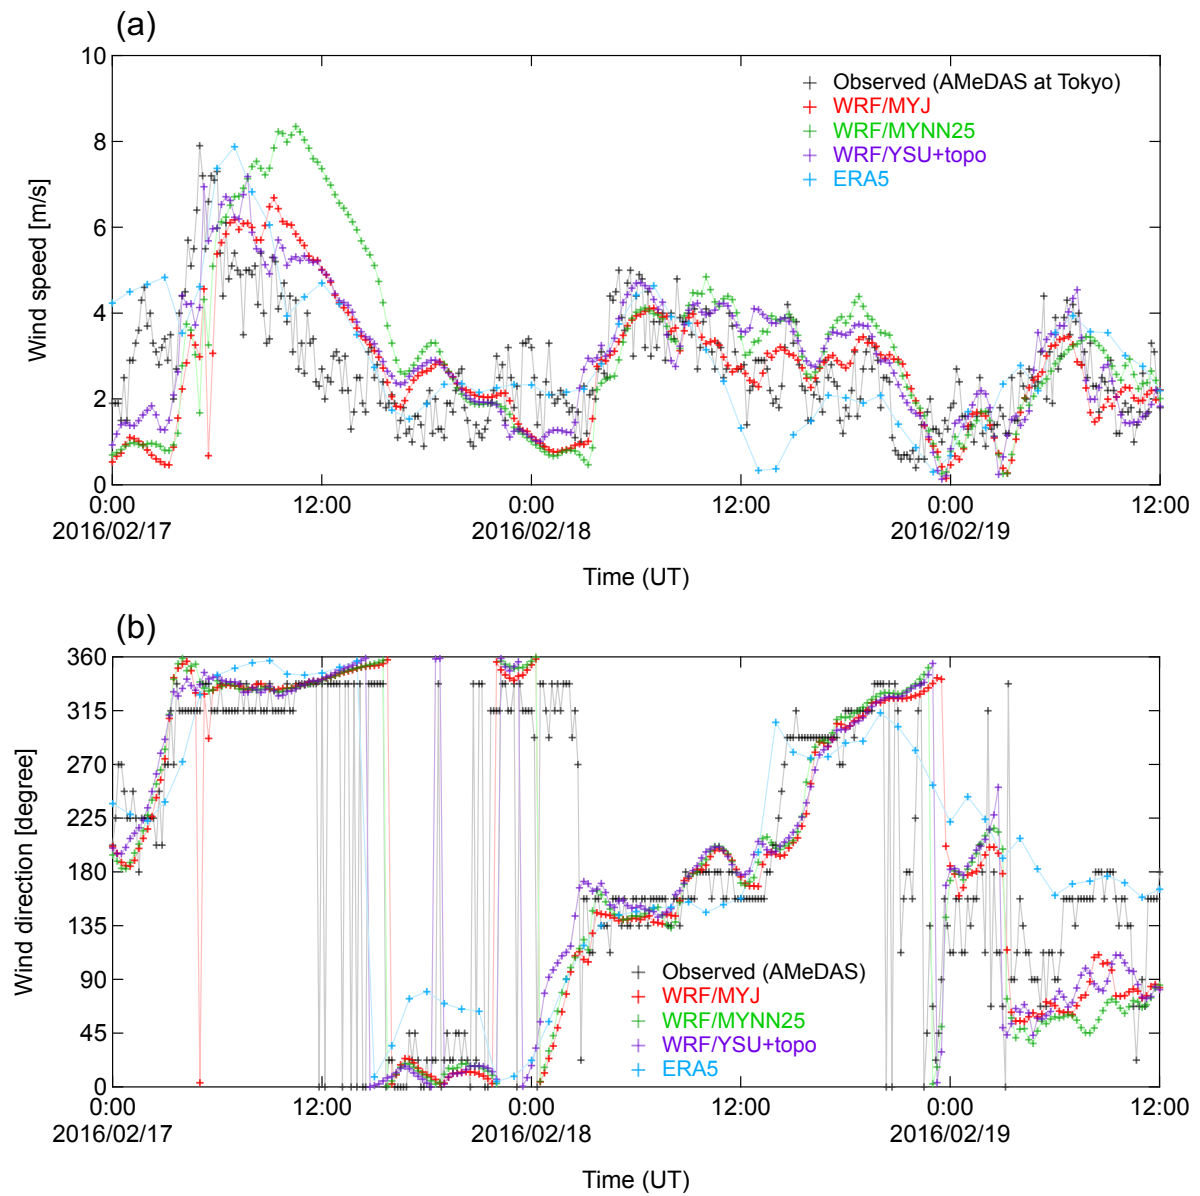 (a)
10
8
6
4
2
0
Wind speed [m/s]
Observed (AMeDAS at Tokyo)
WRF/MYJ
WRF/MYNN25
WRF/YSU+topo
ERA5
0:00 12:00 0:00 12:00 0:00 12:00
2016/02/17 2016/02/18 2016/02/19
Time (UT)
(b)
360
315
270
225
180
135
90
45
0
Wind direction [degree]
Observed (AMeDAS)
WRF/MYJ
WRF/MYNN25
WRF/YSU+topo
ERA5
0:00 12:00 0:00 12:00 0:00 12:00
2016/02/17 2016/02/18 2016/02/19
Time (UT)